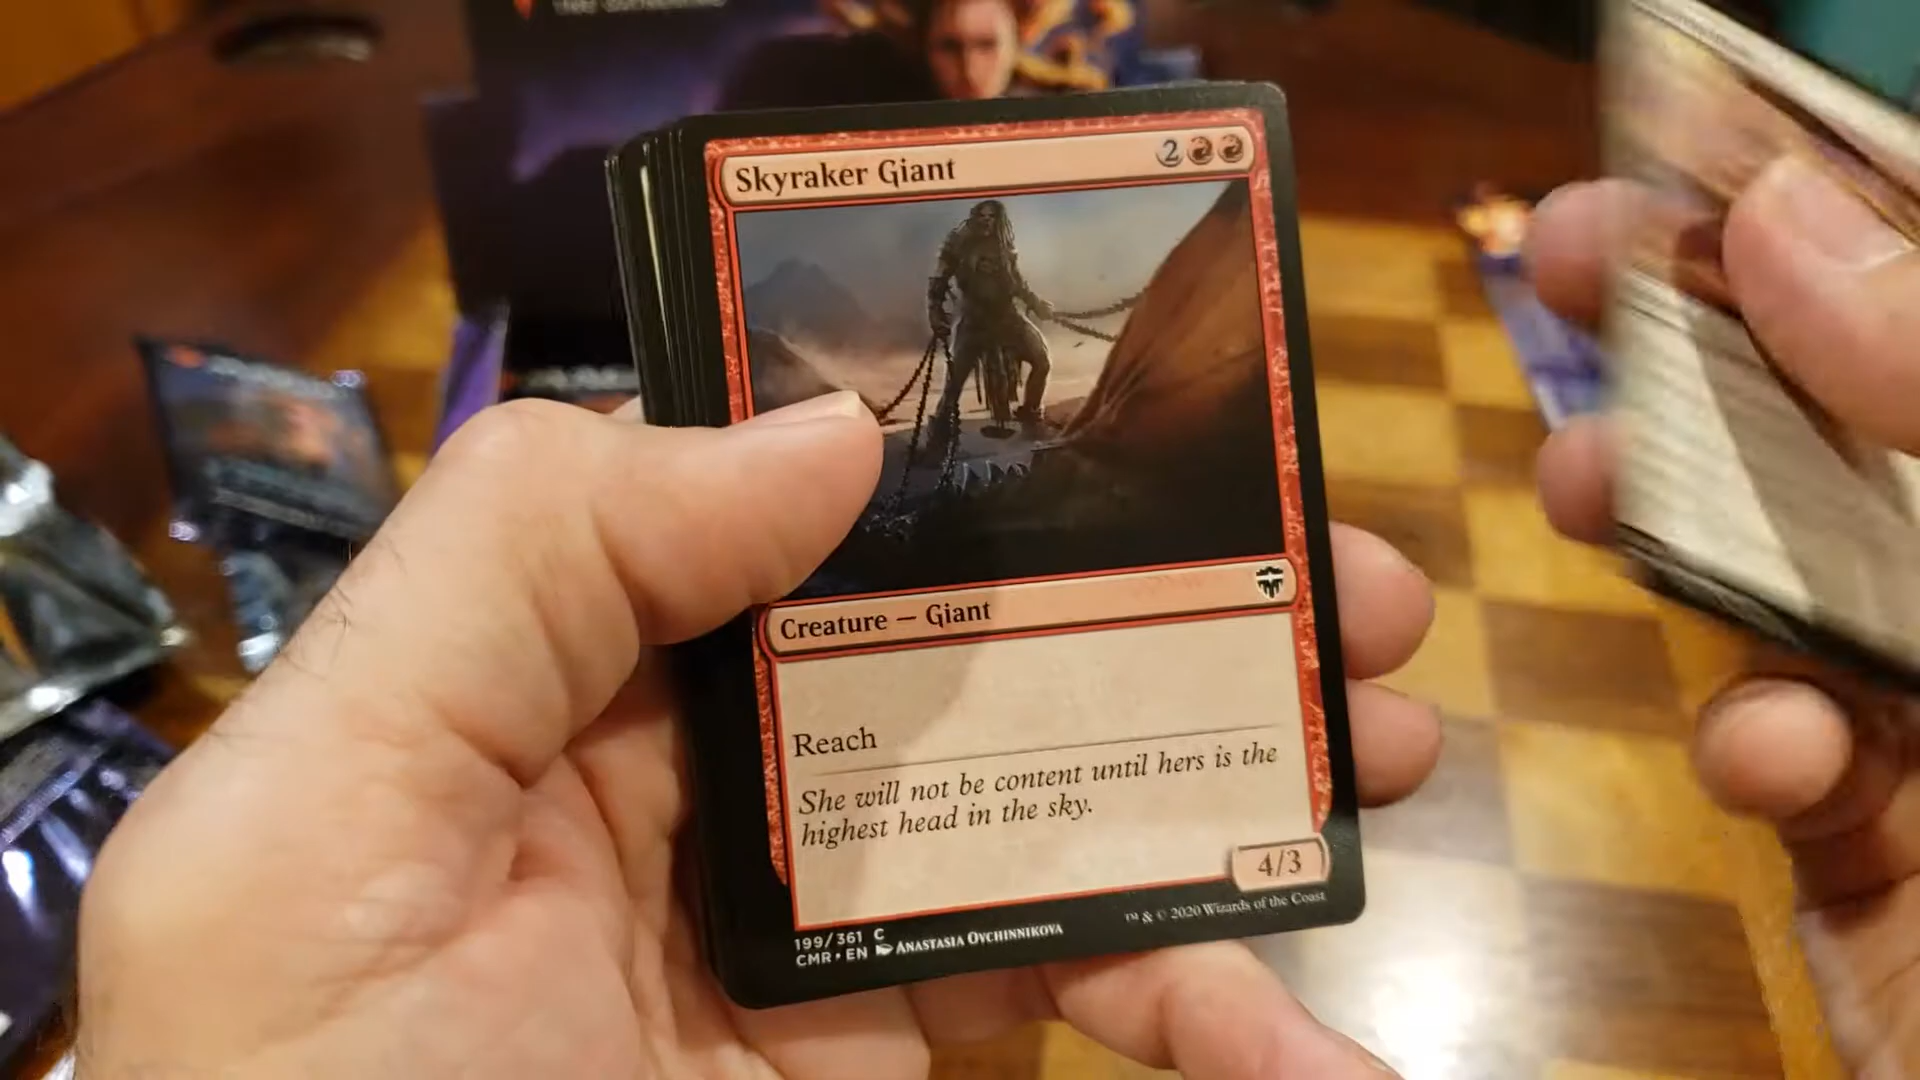 Skyraker Giant
2
Creature — Giant
Reach
She will not be content until hers is the
highest head in the sky.
4/3
199/361 C
CMR • EN Anastasia Ovchinnikova
™ & © 2020 Wizards of the Coast